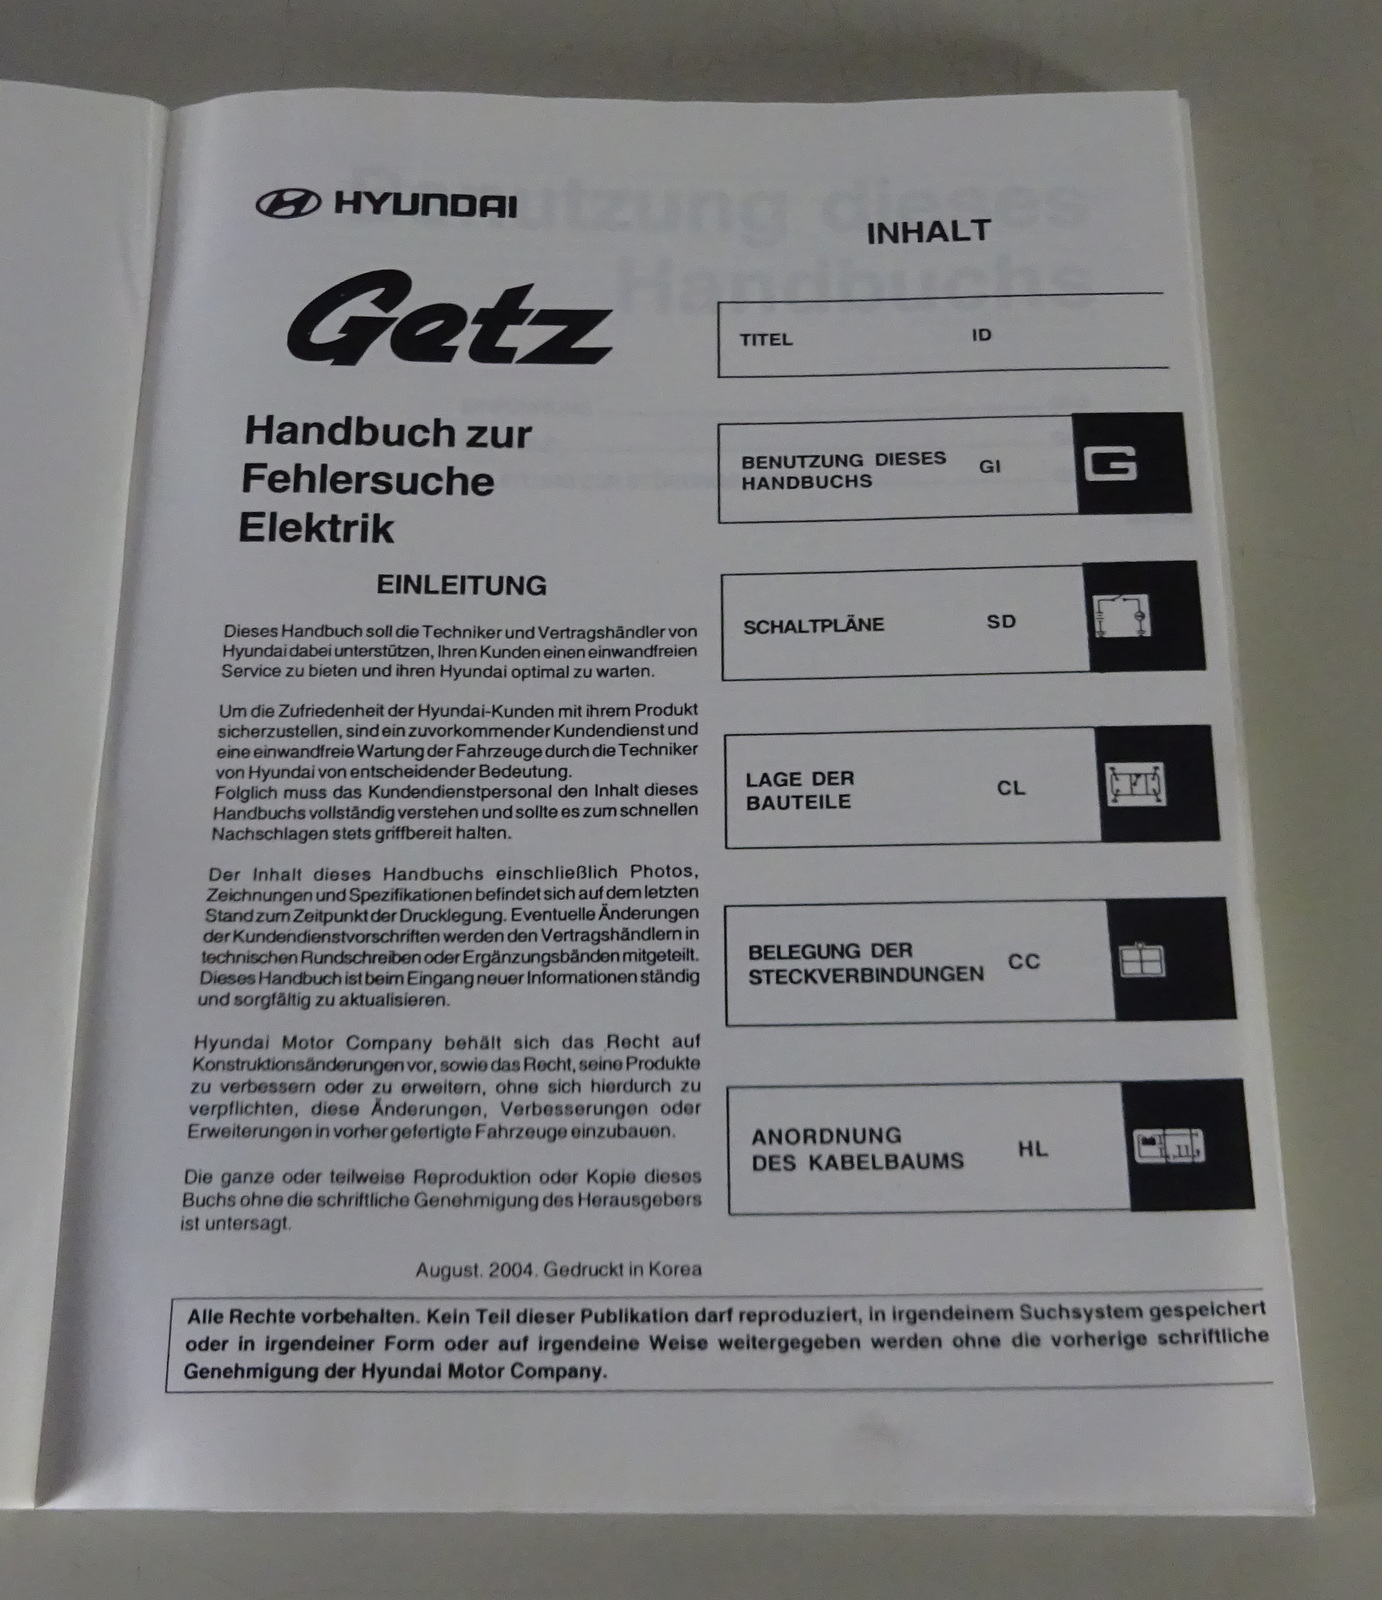 HYUNDAI
Getz
Handbuch zur
Fehlersuche
Elektrik
EINLEITUNG
Dieses Handbuch soll die Techniker und Vertragshändler von
Hyundai dabei unterstützen, Ihren Kunden einen einwandfreien
Service zu bieten und ihren Hyundai optimal zu warten.
Um die Zufriedenheit der Hyundai-Kunden mit ihrem Produkt
sicherzustellen, sind ein zuvorkommender Kundendienst und
eine einwandfreie Wartung der Fahrzeuge durch die Techniker
von Hyundai von entscheidender Bedeutung.
Folglich muss das Kundendienstpersonal den Inhalt dieses
Handbuchs vollständig verstehen und sollte es zum schnellen
Nachschlagen stets griffbereit halten.
Der Inhalt dieses Handbuchs einschließlich Photos,
Zeichnungen und Spezifikationen befindet sich auf dem letzten
Stand zum Zeitpunkt der Drucklegung. Eventuelle Änderungen
der Kundendienstvorschriften werden den Vertragshändlern in
technischen Rundschreiben oder Ergänzungsbänden mitgeteilt.
Dieses Handbuch ist beim Eingang neuer Informationen ständig
und sorgfältig zu aktualisieren.
Hyundai Motor Company behält sich das Recht auf
Konstruktionsänderungen vor, sowie das Recht, seine Produkte
zu verbessern oder zu erweitern, ohne sich hierdurch zu
verpflichten, diese Änderungen, Verbesserungen oder
Erweiterungen in vorher gefertigte Fahrzeuge einzubauen.
Die ganze oder teilweise Reproduktion oder Kopie dieses
Buchs ohne die schriftliche Genehmigung des Herausgebers
ist untersagt.
August. 2004. Gedruckt in Korea
INHALT
TITEL ID
BENUTZUNG DIESES
HANDBUCHS GI
G
SCHALTPLÄNE SD
LAGE DER
BAUTEILE CL
BELEGUNG DER
STECKVERBINDUNGEN CC
ANORDNUNG
DES KABELBAUMS HL
Alle Rechte vorbehalten. Kein Teil dieser Publikation darf reproduziert, in irgendeinem Suchsystem gespeichert
oder in irgendeiner Form oder auf irgendeine Weise weitergegeben werden ohne die vorherige schriftliche
Genehmigung der Hyundai Motor Company.